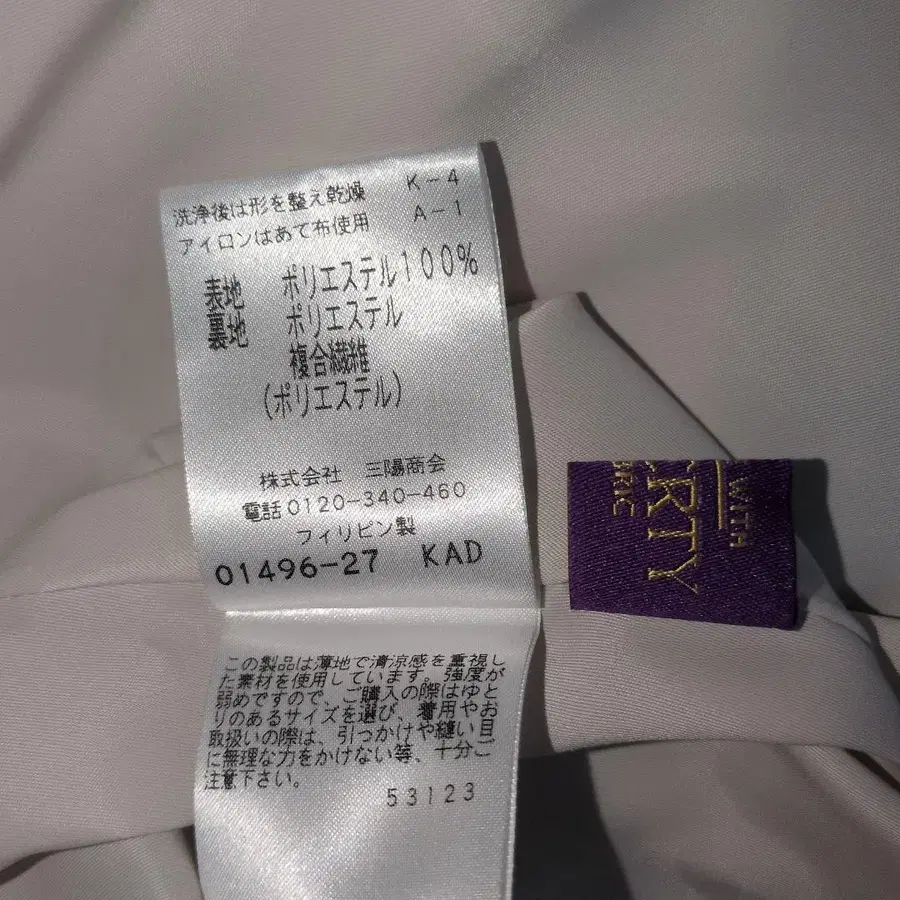 洗浄後は形を整え乾燥 K-4
アイロンはあて布使用 A-1
表地 ポリエステル100%
裏地 ポリエステル
複合繊維
(ポリエステル)
株式会社 三陽商会
電話0120-340-460
フィリピン製
01496-27 KAD
この製品は薄地で清涼感を重視し
た素材を使用しています。強度が
弱めですので、ご購入の際はゆと
りのあるサイズを選び、着用やお
取扱いの際は、引っかけや縫い目
に無理な力をかけない等、十分ご
注意下さい。
53123
WITH
ERTY
BRIC